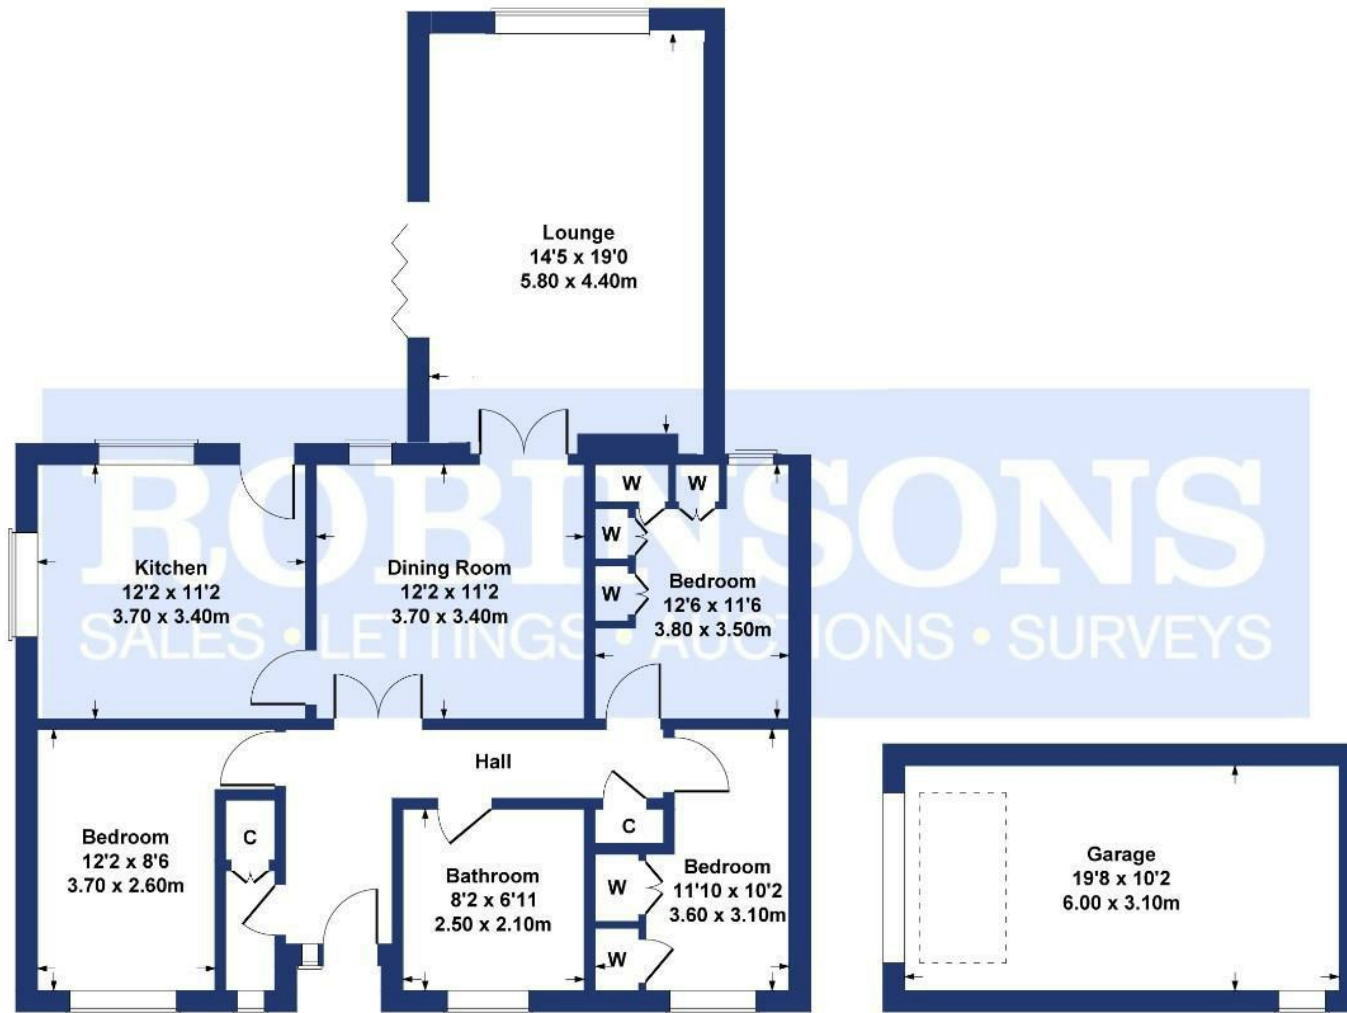 Lounge
14'5 x 19'0
5.80 x 4.40m
ROBINSONS
SALES • LETTINGS • AUCTIONS • SURVEYS
W
W
W
W
Kitchen
12'2 x 11'2
3.70 x 3.40m
Dining Room
12'2 x 11'2
3.70 x 3.40m
Bedroom
12'6 x 11'6
3.80 x 3.50m
Hall
Bedroom
12'2 x 8'6
3.70 x 2.60m
C
Bathroom
8'2 x 6'11
2.50 x 2.10m
C
W
W
Bedroom
11'10 x 10'2
3.60 x 3.10m
Garage
19'8 x 10'2
6.00 x 3.10m